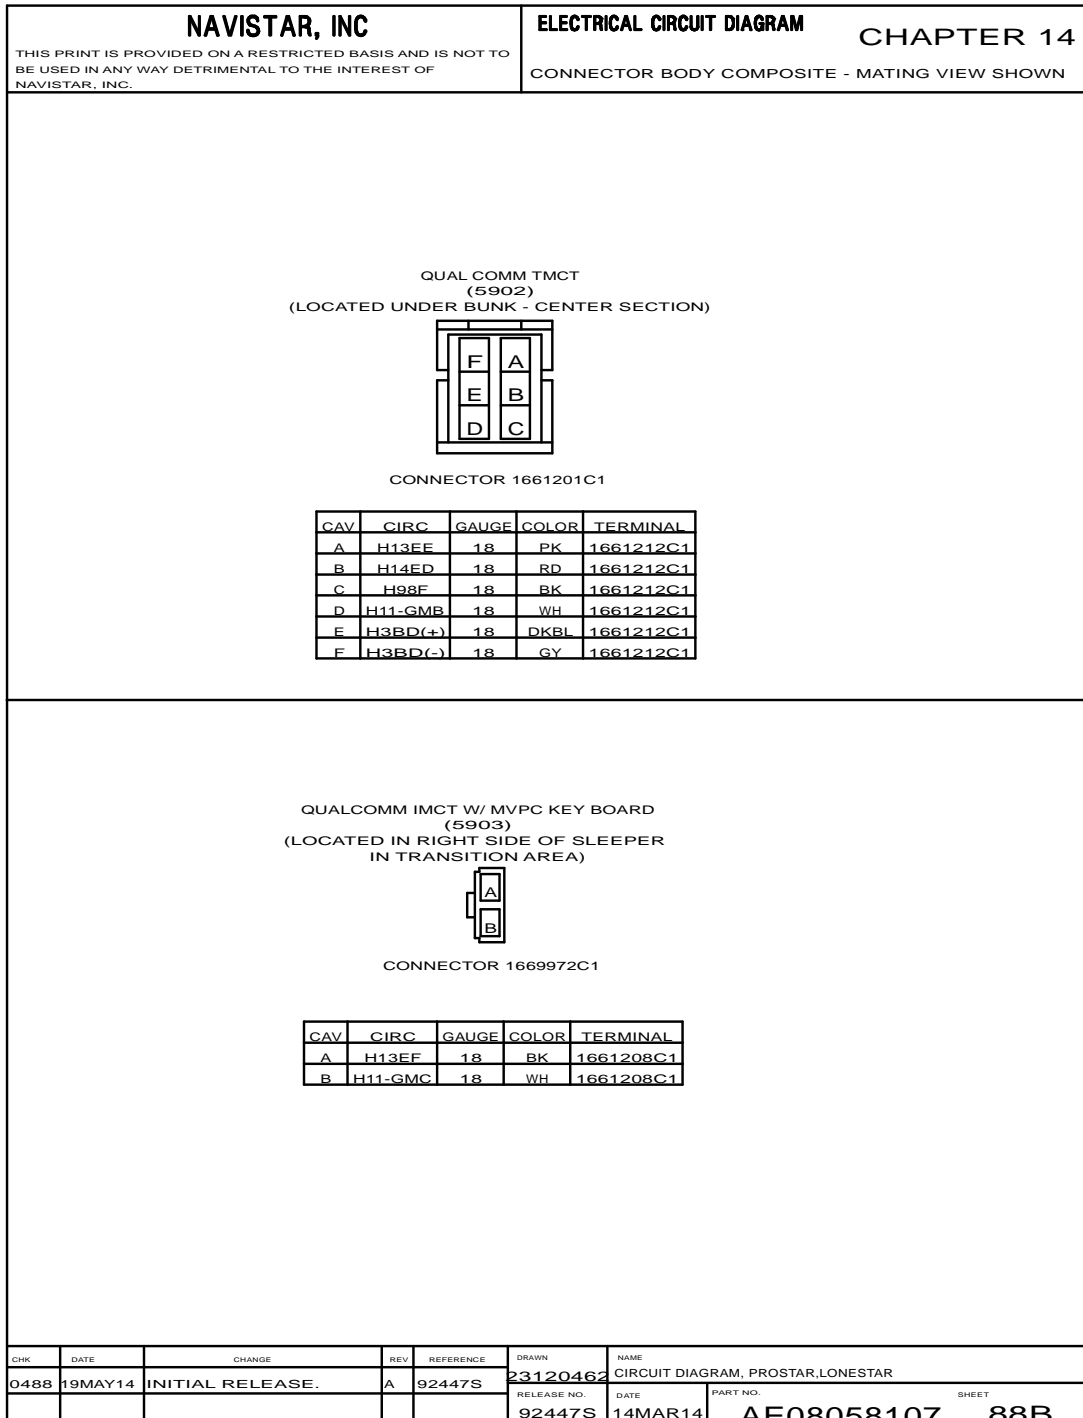 NAVISTAR, INC
THIS PRINT IS PROVIDED ON A RESTRICTED BASIS AND IS NOT TO
BE USED IN ANY WAY DETRIMENTAL TO THE INTEREST OF
NAVISTAR, INC.
ELECTRICAL CIRCUIT DIAGRAM
CHAPTER 14
CONNECTOR BODY COMPOSITE - MATING VIEW SHOWN
QUAL COMM TMCT
(5902)
(LOCATED UNDER BUNK - CENTER SECTION)
F A
E B
D C
CONNECTOR 1661201C1
CAV CIRC GAUGE COLOR TERMINAL
A H13EE 18 PK 1661212C1
B H14ED 18 RD 1661212C1
C H98F 18 BK 1661212C1
D H11-GMB 18 WH 1661212C1
E H3BD(+) 18 DKBL 1661212C1
F H3BD(-) 18 GY 1661212C1
QUALCOMM IMCT W/ MVPC KEY BOARD
(5903)
(LOCATED IN RIGHT SIDE OF SLEEPER
IN TRANSITION AREA)
A
B
CONNECTOR 1669972C1
CAV CIRC GAUGE COLOR TERMINAL
A H13EF 18 BK 1661208C1
B H11-GMC 18 WH 1661208C1
CHK DATE CHANGE REV REFERENCE
0488 19MAY14 INITIAL RELEASE. A 92447S
DRAWN
23120462
NAME
CIRCUIT DIAGRAM, PROSTAR,LONESTAR
RELEASE NO.
92447S
DATE
14MAR14
PART NO.
AE08058107
SHEET
88B